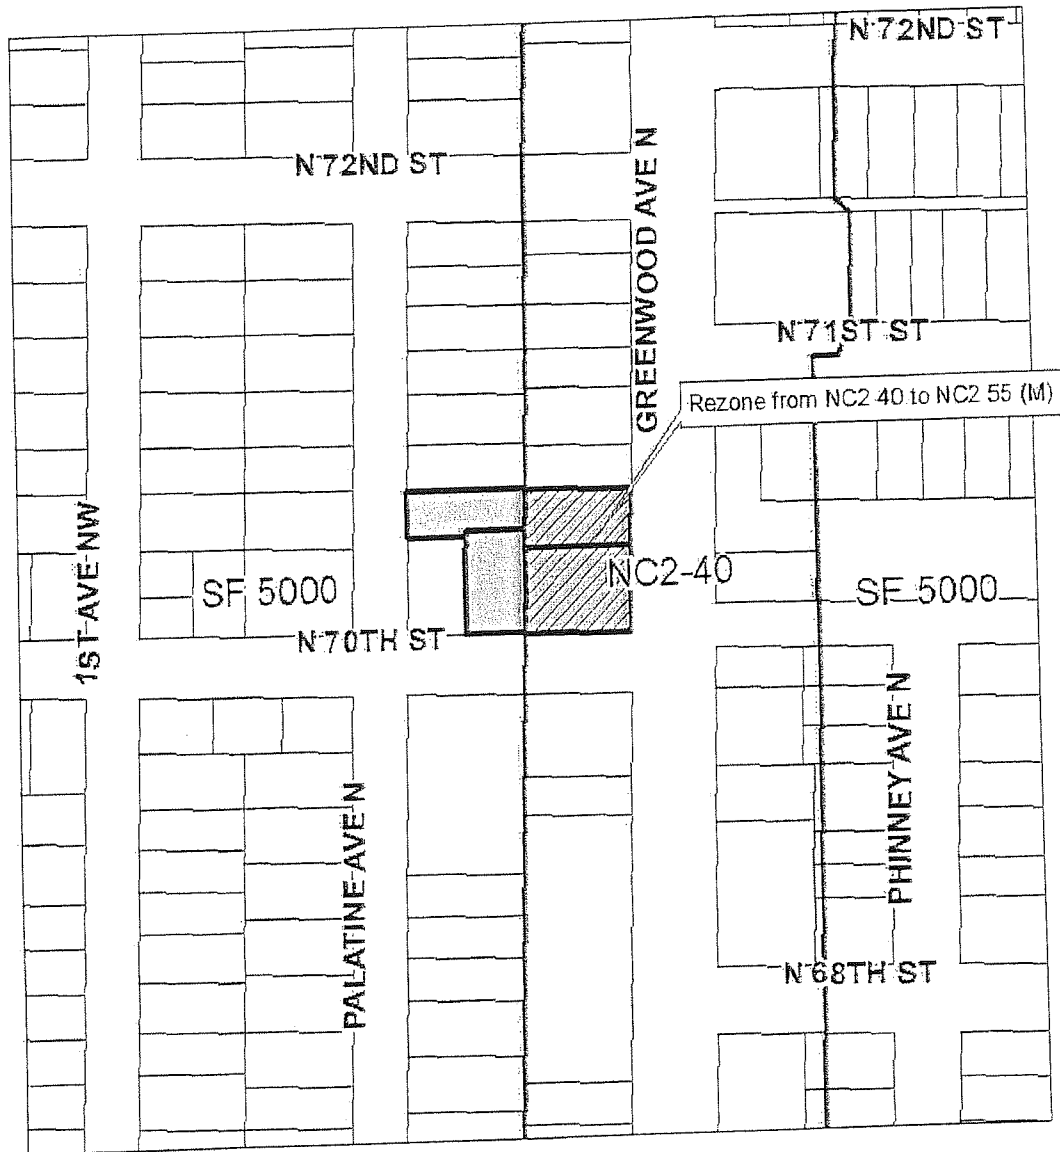 N 72ND ST
N 72ND ST
GREENWOOD AVE N
N 71ST ST
Rezone from NC2 40 to NC2 55 (M)
1ST AVE NW
SF 5000
NC2-40
SF 5000
N 70TH ST
PALATINE AVE N
PHINNEY AVE N
N 68TH ST